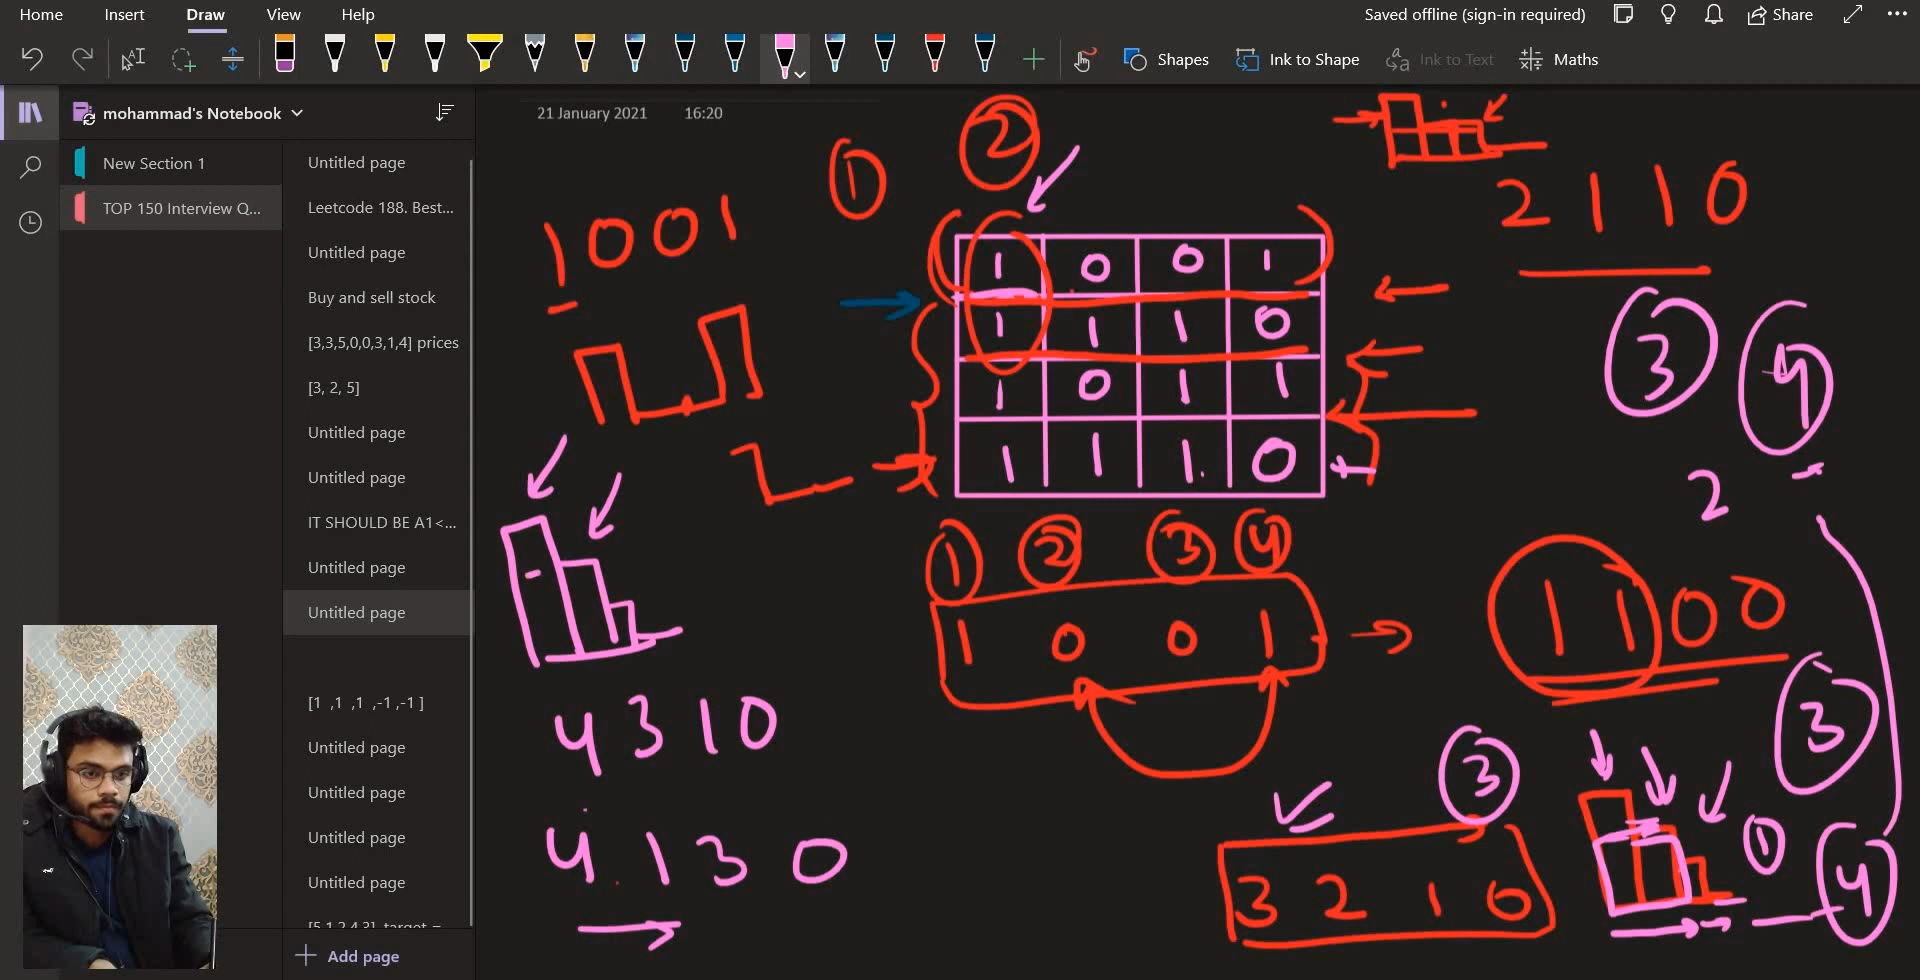 Home Insert Draw View Help
Saved offline (sign-in required) Share
Shapes Ink to Shape Ink to Text Maths
mohammad's Notebook
New Section 1
TOP 150 Interview Q...
Untitled page
Leetcode 188. Best...
Untitled page
Buy and sell stock
[3,3,5,0,0,3,1,4] prices
[3, 2, 5]
Untitled page
Untitled page
IT SHOULD BE A1<...
Untitled page
Untitled page
[1 ,1 ,1 ,-1 ,-1 ]
Untitled page
Untitled page
Untitled page
Untitled page
[5,1,2,4,3], target =
Add page
21 January 2021 16:20
1 2
1001
2 1 1 0
1 0 0 1
1 1 1 0
1 0 1 1
1 1 1 0
3 4
2
1 2 3 4
1 0 0 1
1 1 0 0
4 3 1 0
3
3
4 1 3 0
3 2 1 0
1 4